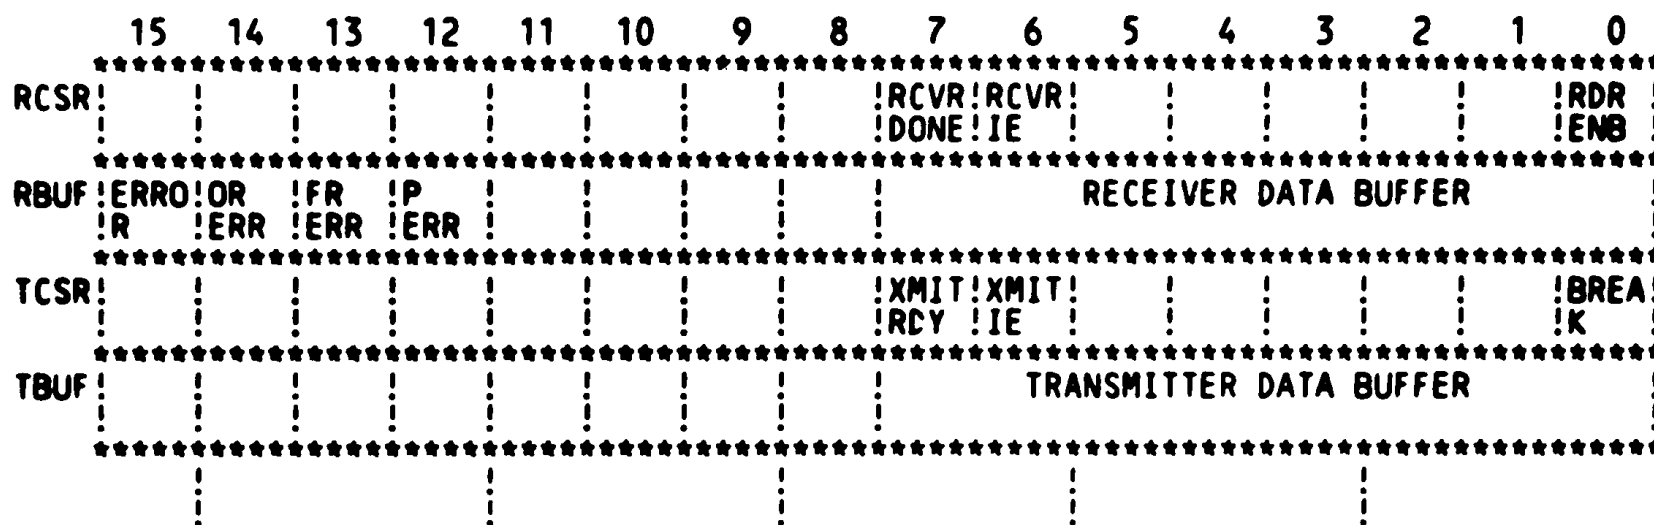 15 14 13 12 11 10 9 8 7 6 5 4 3 2 1 0
****************************************************************************************
RCSR! ! ! ! ! ! ! ! !RCVR!RCVR! ! ! ! ! !RDR !
! ! ! ! ! ! ! ! !DONE!IE ! ! ! ! ! !ENB !
****************************************************************************************
RBUF!ERRO!OR !FR !P ! ! ! ! ! RECEIVER DATA BUFFER !
!R !ERR !ERR !ERR ! ! ! ! ! !
****************************************************************************************
TCSR! ! ! ! ! ! ! ! !XMIT!XMIT! ! ! ! ! !BREA!
! ! ! ! ! ! ! ! !RDY !IE ! ! ! ! ! !K !
****************************************************************************************
TBUF! ! ! ! ! ! ! ! ! TRANSMITTER DATA BUFFER !
! ! ! ! ! ! ! ! ! !
****************************************************************************************
! ! ! ! !